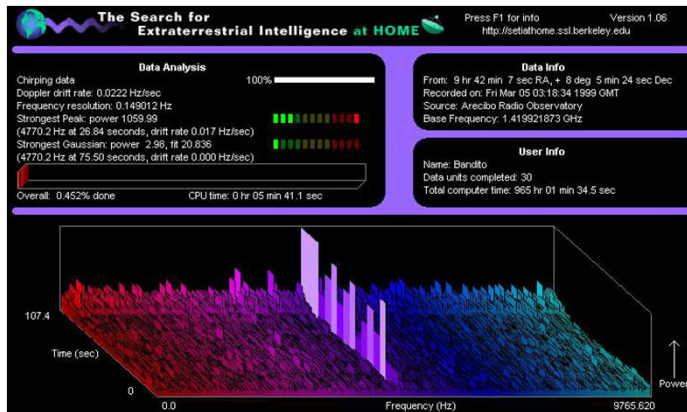 The Search for
Extraterrestrial Intelligence at HOME
Press F1 for info
Version 1.06
http://setiathome.ssl.berkeley.edu
Data Analysis
Chirping data 100%
Doppler drift rate: 0.0222 Hz/sec
Frequency resolution: 0.149012 Hz
Strongest Peak: power 1059.99
(4770.2 Hz at 26.84 seconds, drift rate 0.017 Hz/sec)
Strongest Gaussian: power 2.98, fit 20.836
(4770.2 Hz at 75.50 seconds, drift rate 0.000 Hz/sec)
Overall: 0.452% done CPU time: 0 hr 05 min 41.1 sec
Data Info
From: 9 hr 42 min 7 sec RA, + 8 deg 5 min 24 sec Dec
Recorded on: Fri Mar 05 03:18:34 1999 GMT
Source: Arecibo Radio Observatory
Base Frequency: 1.419921873 GHz
User Info
Name: Bandito
Data units completed: 30
Total computer time: 965 hr 01 min 34.5 sec
107.4
Time (sec)
0
0.0
Frequency (Hz)
9765.620
Power